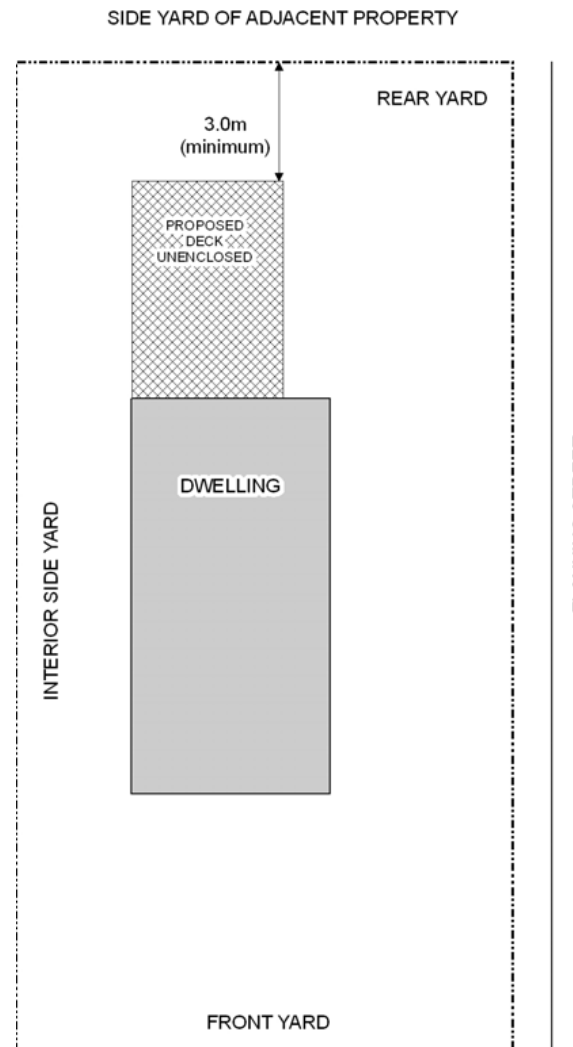 SIDE YARD OF ADJACENT PROPERTY
REAR YARD
3.0m
(minimum)
PROPOSED
DECK
UNENCLOSED
DWELLING
INTERIOR SIDE YARD
FRONT YARD